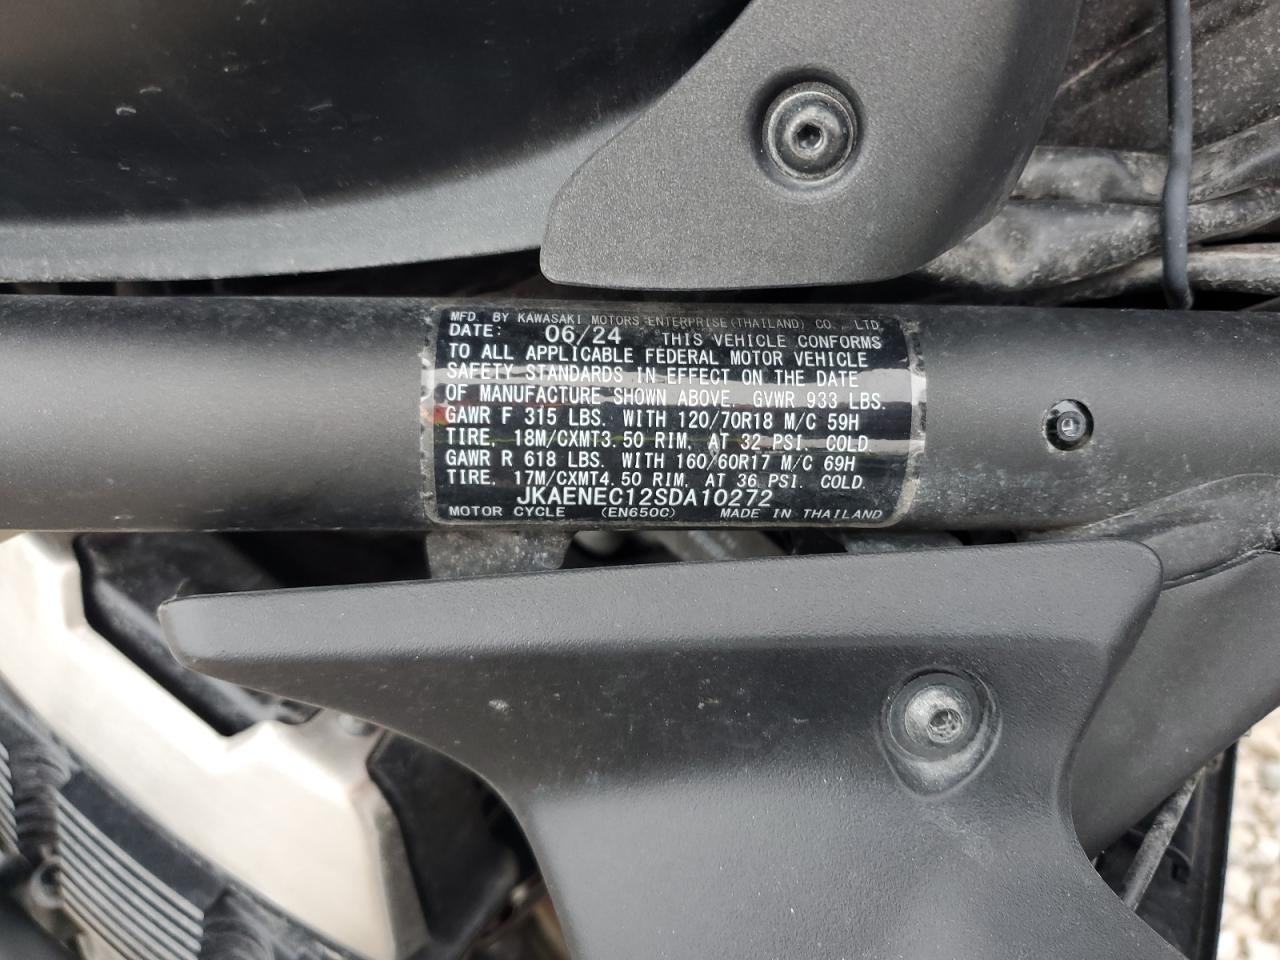 MFD. BY KAWASAKI MOTORS ENTERPRISE (THAILAND) CO., LTD.
DATE: 06/24 THIS VEHICLE CONFORMS
TO ALL APPLICABLE FEDERAL MOTOR VEHICLE
SAFETY STANDARDS IN EFFECT ON THE DATE
OF MANUFACTURE SHOWN ABOVE. GVWR 933 LBS.
GAWR F 315 LBS. WITH 120/70R18 M/C 59H
TIRE, 18M/CXMT3.50 RIM, AT 32 PSI. COLD
GAWR R 618 LBS. WITH 160/60R17 M/C 69H
TIRE, 17M/CXMT4.50 RIM, AT 36 PSI. COLD.
JKAENEC12SDA10272
MOTOR CYCLE (EN650C) MADE IN THAILAND